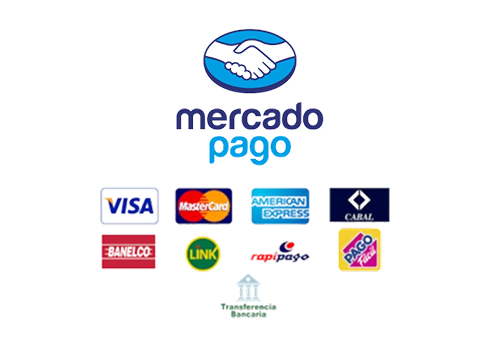 mercado
pago
VISA
MasterCard
AMERICAN
EXPRESS
CABAL
BANELCO
LINK
rapipago
PAGO
Fácil
Transferencia
Bancaria